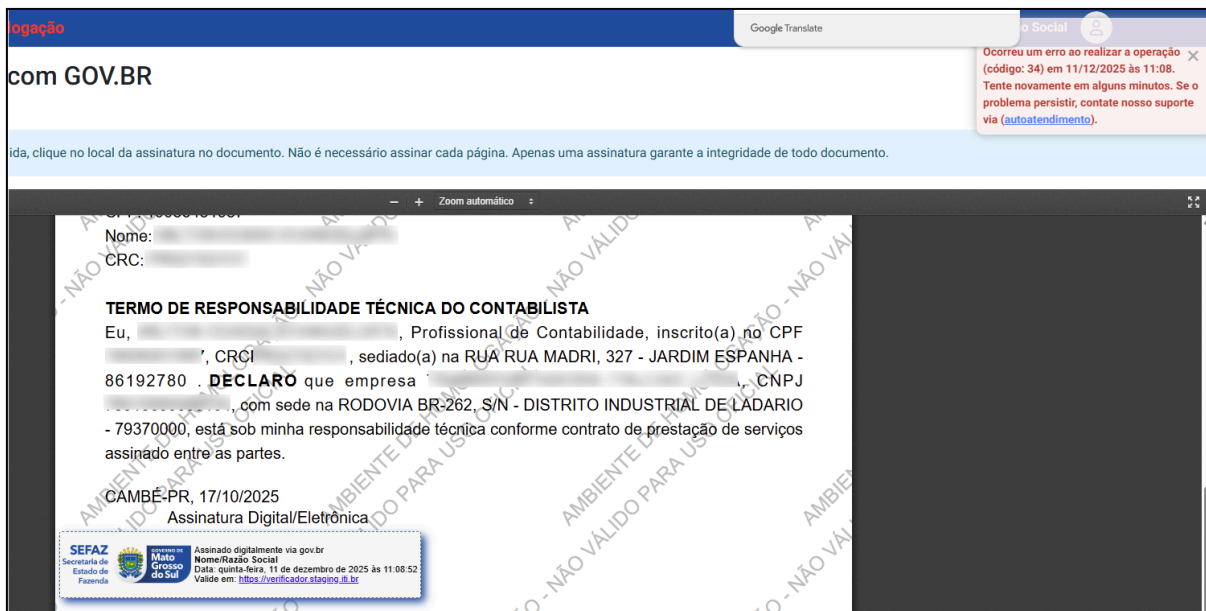 logação
Google Translate
o Social
Ocorreu um erro ao realizar a operação
(código: 34) em 11/12/2025 às 11:08.
Tente novamente em alguns minutos. Se o
problema persistir, contate nosso suporte
via (autoatendimento).
com GOV.BR
ida, clique no local da assinatura no documento. Não é necessário assinar cada página. Apenas uma assinatura garante a integridade de todo documento.
− + Zoom automático
Nome:
CRC:
TERMO DE RESPONSABILIDADE TÉCNICA DO CONTABILISTA
Eu, , Profissional de Contabilidade, inscrito(a) no CPF
, CRC , sediado(a) na RUA RUA MADRI, 327 - JARDIM ESPANHA -
86192780 . DECLARO que empresa , CNPJ
, com sede na RODOVIA BR-262, S/N - DISTRITO INDUSTRIAL DE LADARIO
- 79370000, está sob minha responsabilidade técnica conforme contrato de prestação de serviços
assinado entre as partes.
CAMBÉ-PR, 17/10/2025
Assinatura Digital/Eletrônica
SEFAZ
Secretaria de
Estado de
Fazenda
GOVERNO DE
Mato
Grosso
do Sul
Assinado digitalmente via gov.br
Nome/Razão Social
Data: quinta-feira, 11 de dezembro de 2025 às 11:08:52
Valide em: https://verificador.staging.iti.br
AMBIENTE DE HOMOLOGAÇÃO - NÃO VÁLIDO
NÃO VÁLIDO PARA USO OFICIAL